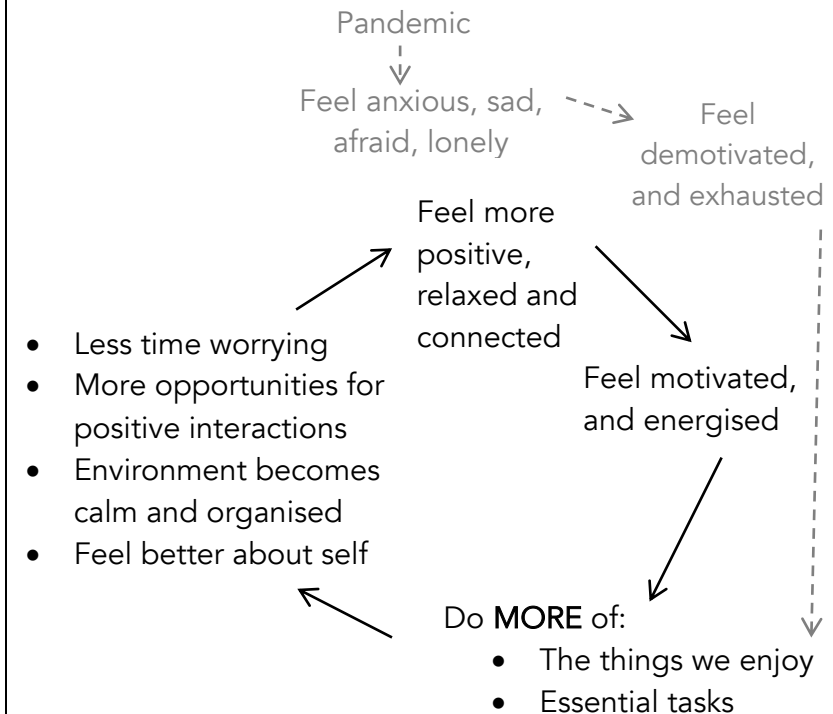 Pandemic
Feel anxious, sad,
afraid, lonely
Feel
demotivated,
and exhausted
Feel more
positive,
relaxed and
connected
Feel motivated,
and energised
Do MORE of:
• The things we enjoy
• Essential tasks
• Less time worrying
• More opportunities for
positive interactions
• Environment becomes
calm and organised
• Feel better about self